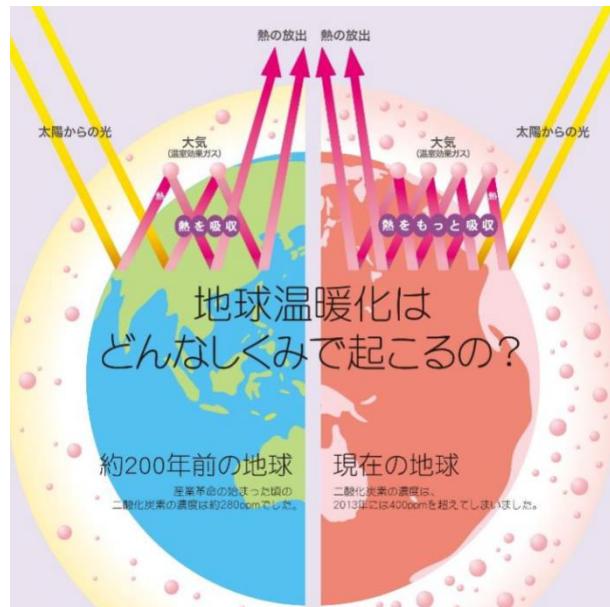 熱の放出
熱の放出
太陽からの光
大気
(温室効果ガス)
大気
(温室効果ガス)
太陽からの光
熱
熱を吸収
熱をもっと吸収
熱
地球温暖化は
どんなしくみで起こるの？
約200年前の地球
産業革命の始まった頃の
二酸化炭素の濃度は約280ppmでした。
現在の地球
二酸化炭素の濃度は、
2013年には400ppmを超えてしまいました。